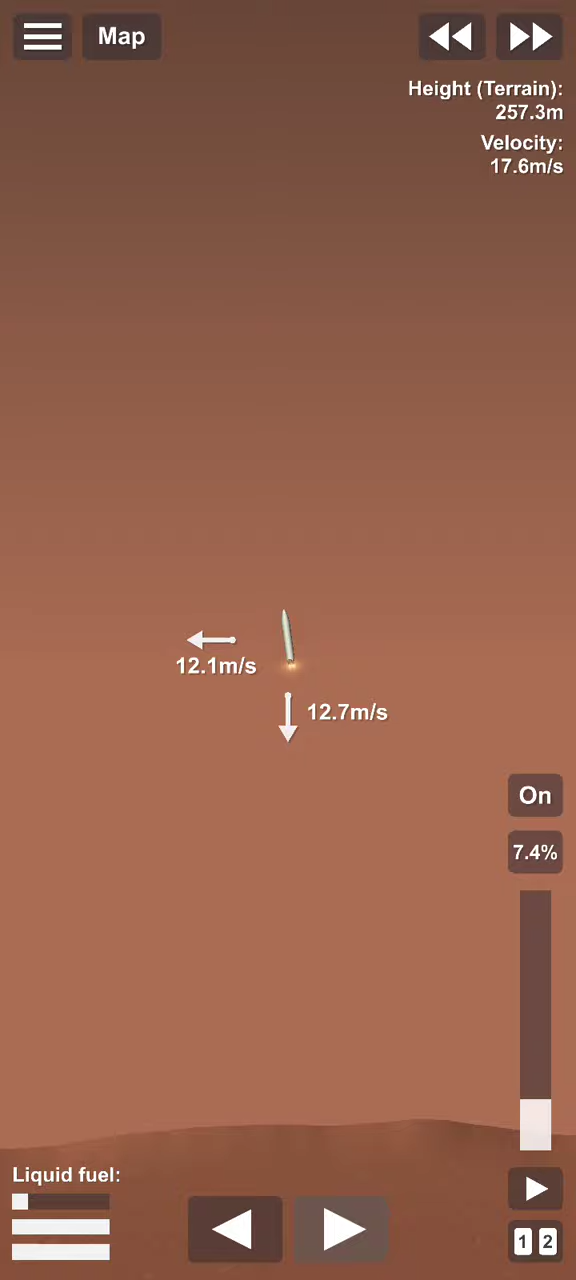 Map
Height (Terrain):
257.3m
Velocity:
17.6m/s
12.1m/s
12.7m/s
On
7.4%
Liquid fuel:
1 2